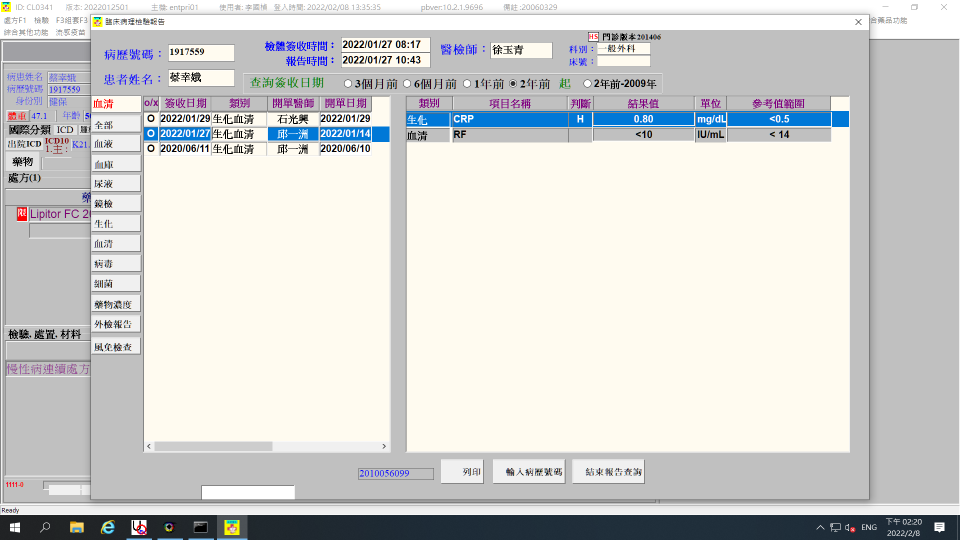 ID: CL0341 版本: 2022012501 主檔: entpri01 使用者: 李國楨 登入時間: 2022/02/08 13:35:35 pbver:10.2.1.9696 備註:20060329
處方F1 檢驗 F3組套F3
臨床病理檢驗報告
綜合其他功能 流感疫苗
病歷號碼： 1917559
檢體簽收時間： 2022/01/27 08:17
報告時間： 2022/01/27 10:43
醫檢師： 徐玉青
HS 門診版本201406
科別： 一般外科
床號：
患者姓名： 蔡幸娥
查詢簽收日期 3個月前 6個月前 1年前 2年前 起 2年前-2009年
病患姓名 蔡幸娥
病歷號碼 1917559
身份別 健保
體重 47.1 年齡
國際分類 ICD
出院ICD ICD10 1.主: K21.
藥物
處方(1)
藥
限 Lipitor FC 20
檢驗, 處置, 材料
慢性病連續處方
1111-0
Ready
血清
全部
血液
血庫
尿液
鏡檢
生化
血清
病毒
細菌
藥物濃度
外檢報告
風免檢查
o/x 簽收日期 類別 開單醫師 開單日期
O 2022/01/29 生化血清 石光興 2022/01/29
O 2022/01/27 生化血清 邱一洲 2022/01/14
O 2020/06/11 生化血清 邱一洲 2020/06/10
類別 項目名稱 判斷 結果值 單位 參考值範圍
生化 CRP H 0.80 mg/dL <0.5
血清 RF <10 IU/mL < 14
2010056099 列印 輸入病歷號碼 結束報告查詢
ENG 下午 02:20
2022/2/8